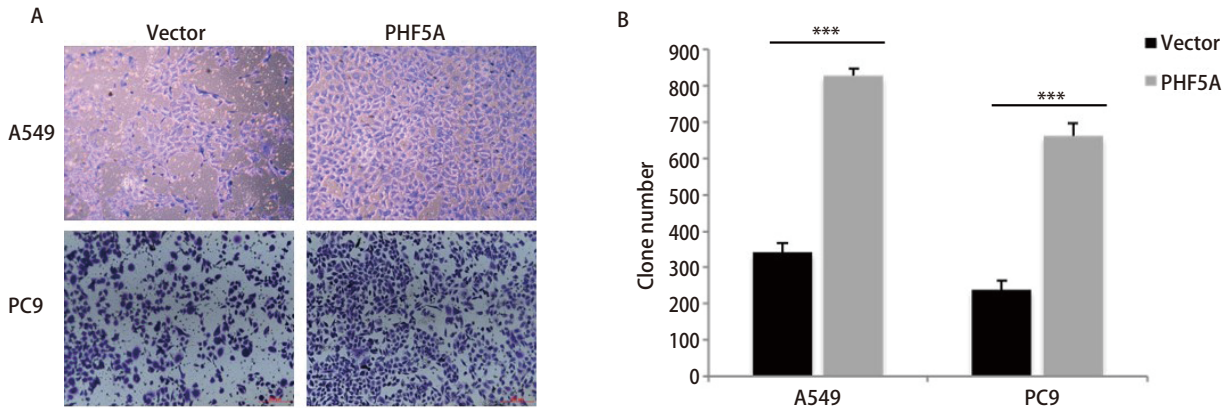 A
Vector
PHF5A
A549
PC9
B
Clone number
900
800
700
600
500
400
300
200
100
0
***
***
A549
PC9
Vector
PHF5A